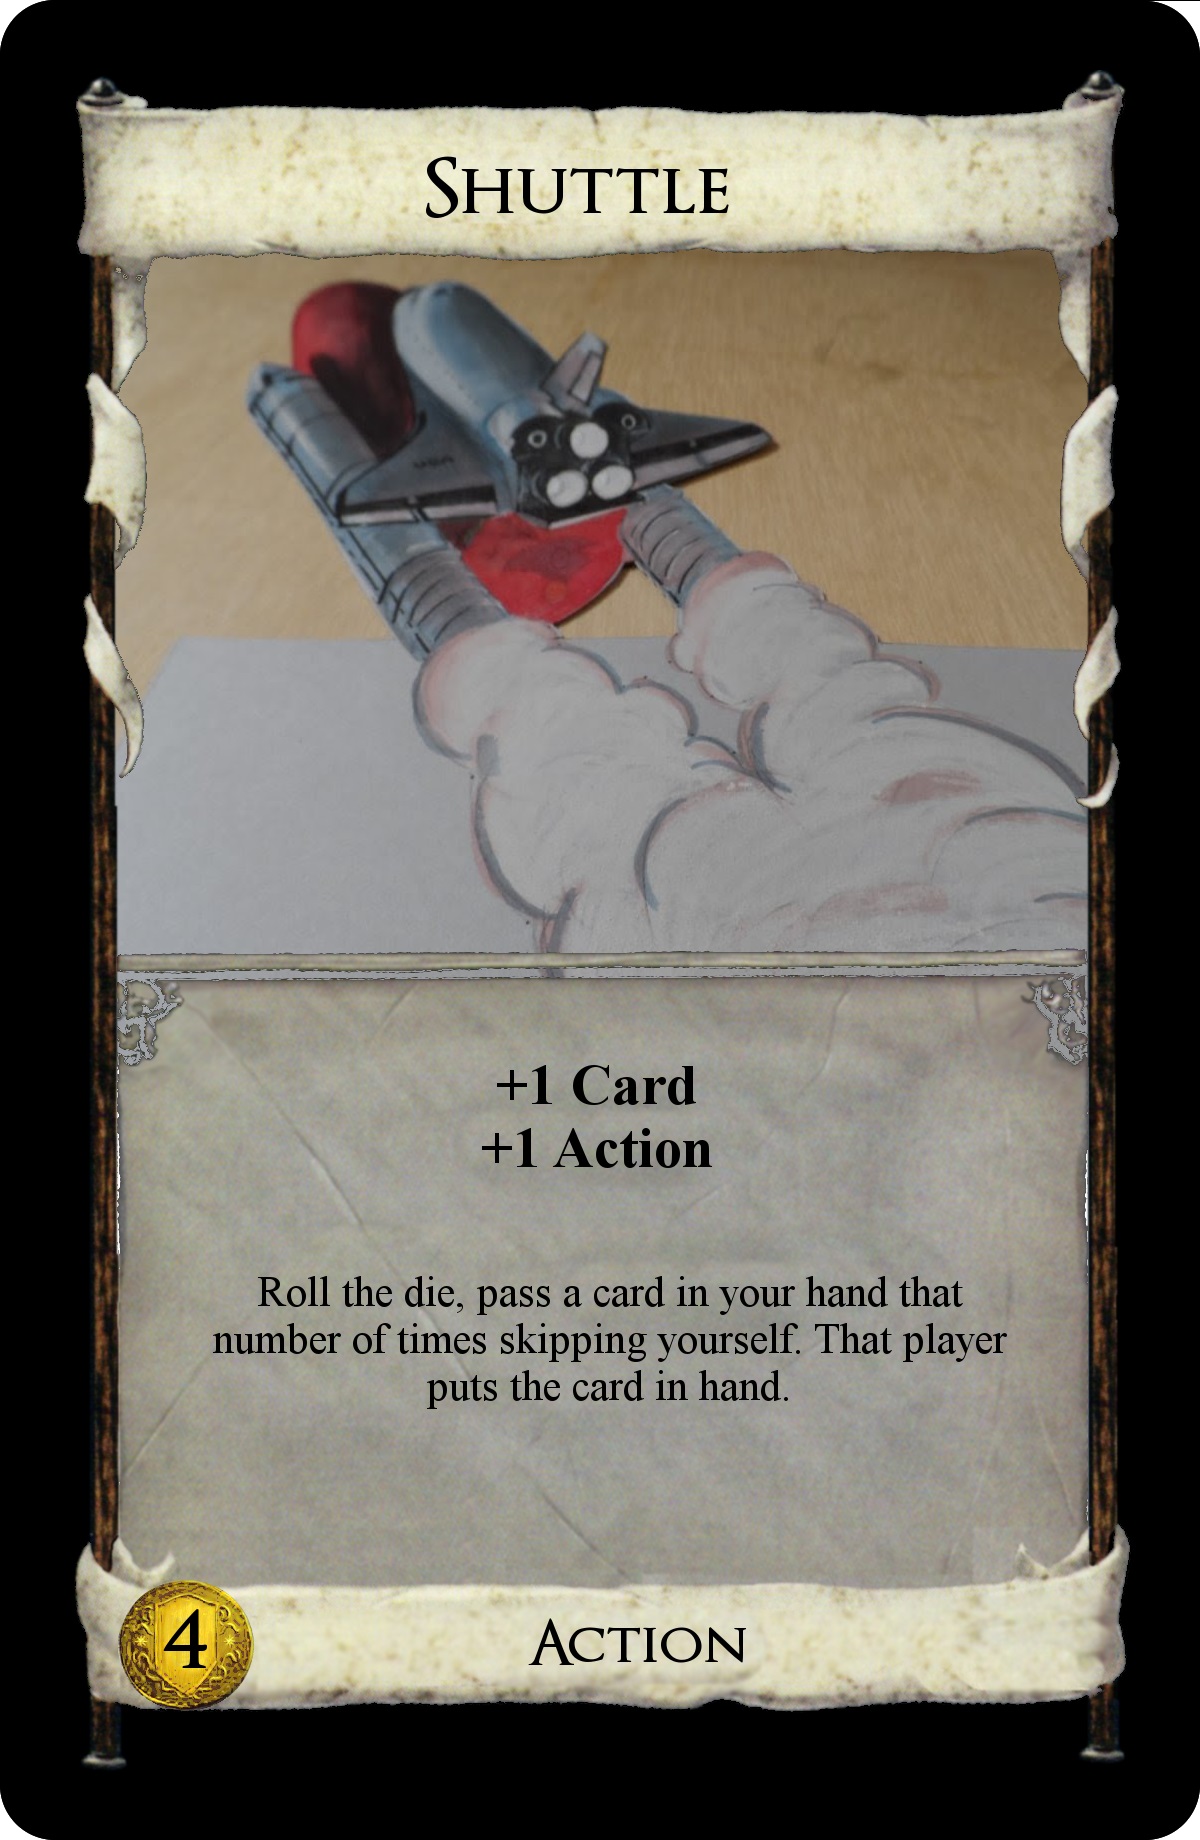 Shuttle
+1 Card
+1 Action
Roll the die, pass a card in your hand that
number of times skipping yourself. That player
puts the card in hand.
4
Action